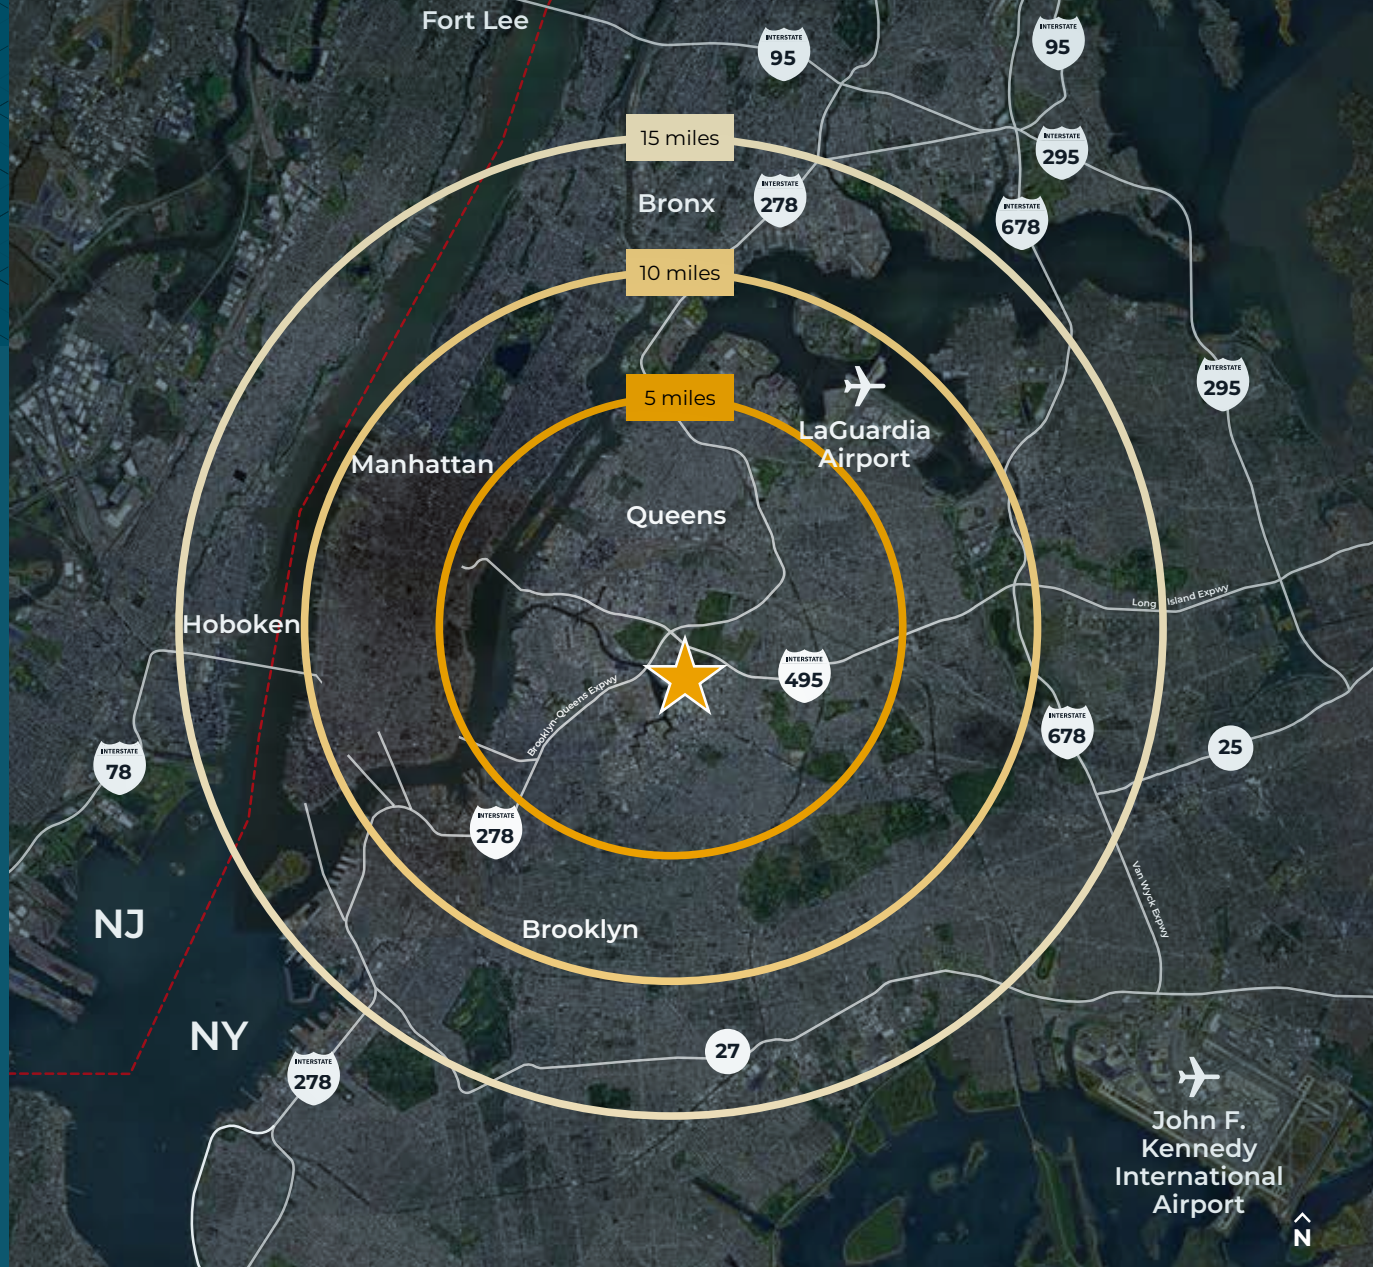 Fort Lee
INTERSTATE
95
INTERSTATE
95
15 miles
INTERSTATE
295
Bronx
INTERSTATE
278
INTERSTATE
678
10 miles
INTERSTATE
295
5 miles
LaGuardia
Airport
Manhattan
Queens
Long Island Expwy
Hoboken
INTERSTATE
495
Brooklyn-Queens Expwy
INTERSTATE
678
25
INTERSTATE
78
INTERSTATE
278
Van Wyck Expwy
NJ
Brooklyn
NY
27
INTERSTATE
278
John F.
Kennedy
International
Airport
N